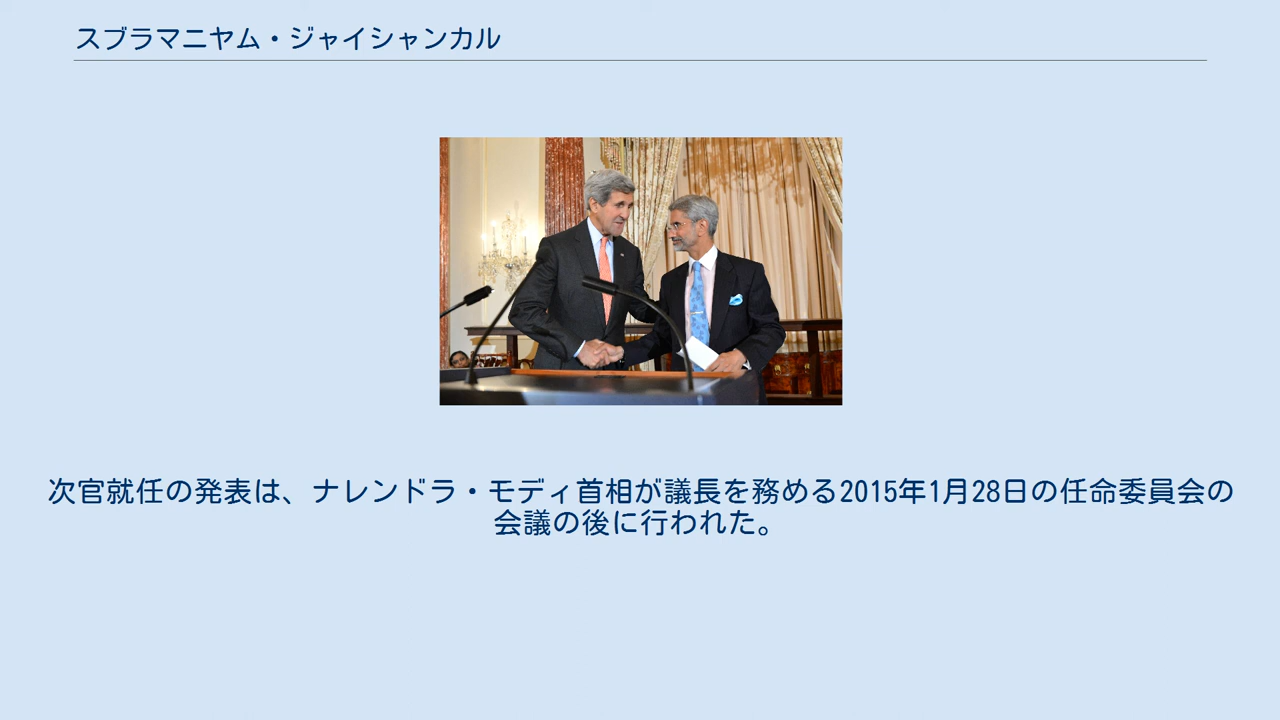 スブラマニヤム・ジャイシャンカル
次官就任の発表は、ナレンドラ・モディ首相が議長を務める2015年1月28日の任命委員会の
会議の後に行われた。